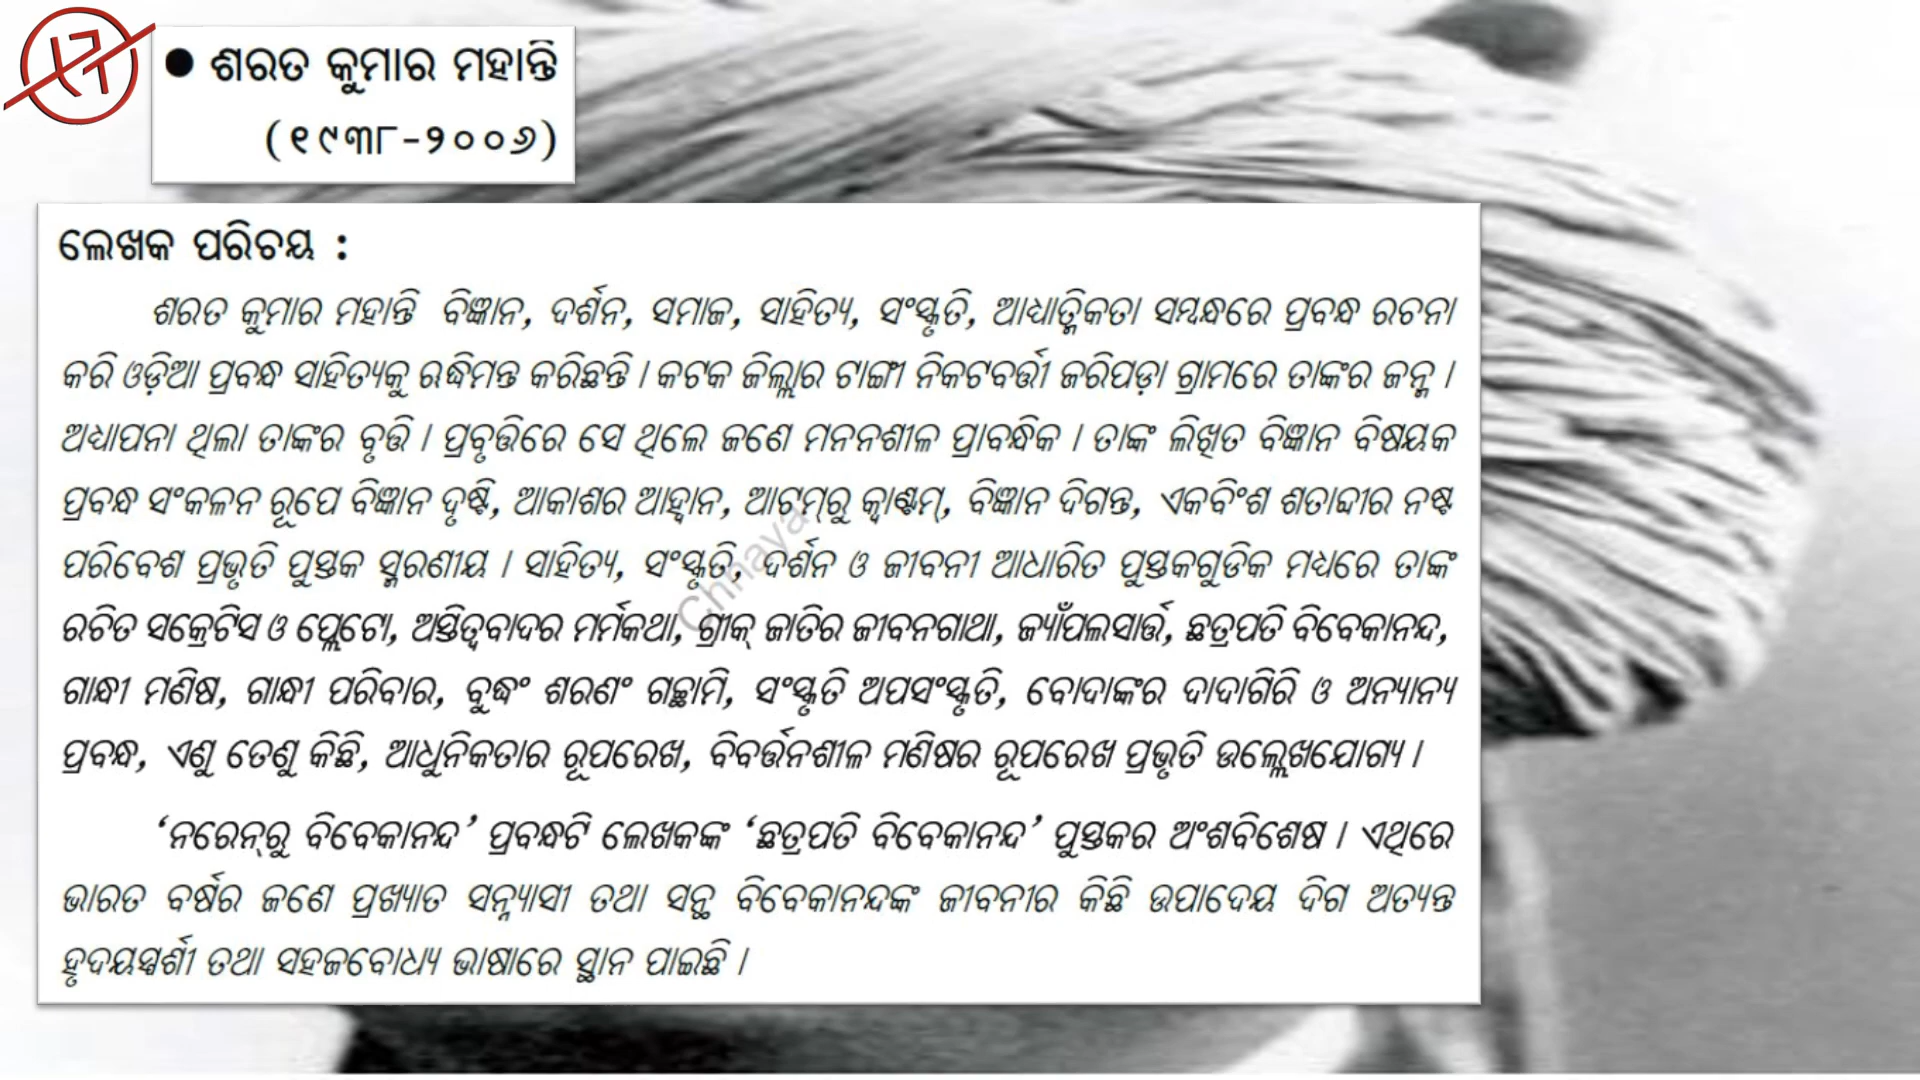 ● ଶରତ କୁମାର ମହାନ୍ତି
(୧୯୩୮-୨୦୦୬)
ଲେଖକ ପରିଚୟ :
ଶରତ କୁମାର ମହାନ୍ତି ବିଜ୍ଞାନ, ଦର୍ଶନ, ସମାଜ, ସାହିତ୍ୟ, ସଂସ୍କୃତି, ଆଧ୍ୟାତ୍ମିକତା ସମ୍ବନ୍ଧରେ ପ୍ରବନ୍ଧ ରଚନା
କରି ଓଡ଼ିଆ ପ୍ରବନ୍ଧ ସାହିତ୍ୟକୁ ଋଦ୍ଧିମନ୍ତ କରିଛନ୍ତି । କଟକ ଜିଲ୍ଲାର ଟାଙ୍ଗୀ ନିକଟବର୍ତ୍ତୀ ଜରିପଡ଼ା ଗ୍ରାମରେ ତାଙ୍କର ଜନ୍ମ ।
ଅଧ୍ୟାପନା ଥିଲା ତାଙ୍କର ବୃତ୍ତି । ପ୍ରବୃତ୍ତିରେ ସେ ଥିଲେ ଜଣେ ମନନଶୀଳ ପ୍ରାବନ୍ଧିକ । ତାଙ୍କ ଲିଖିତ ବିଜ୍ଞାନ ବିଷୟକ
ପ୍ରବନ୍ଧ ସଂକଳନ ରୂପେ ବିଜ୍ଞାନ ଦୃଷ୍ଟି, ଆକାଶର ଆହ୍ୱାନ, ଆଟମ୍‌ରୁ କ୍ୱାଣ୍ଟମ୍, ବିଜ୍ଞାନ ଦିଗନ୍ତ, ଏକବିଂଶ ଶତାବ୍ଦୀର ନଷ୍ଟ
ପରିବେଶ ପ୍ରଭୃତି ପୁସ୍ତକ ସ୍ମରଣୀୟ । ସାହିତ୍ୟ, ସଂସ୍କୃତି, ଦର୍ଶନ ଓ ଜୀବନୀ ଆଧାରିତ ପୁସ୍ତକଗୁଡିକ ମଧ୍ୟରେ ତାଙ୍କ
ରଚିତ ସକ୍ରେଟିସ ଓ ପ୍ଲେଟୋ, ଅସ୍ତିତ୍ୱବାଦର ମର୍ମକଥା, ଗ୍ରୀକ୍ ଜାତିର ଜୀବନଗାଥା, ଜ୍ୟାଁପଲସାର୍ତ୍ତ୍ର, ଛତ୍ରପତି ବିବେକାନନ୍ଦ,
ଗାନ୍ଧୀ ମଣିଷ, ଗାନ୍ଧୀ ପରିବାର, ବୁଦ୍ଧଂ ଶରଣଂ ଗଚ୍ଛାମି, ସଂସ୍କୃତି ଅପସଂସ୍କୃତି, ବୋଦାଙ୍କର ଦାଦାଗିରି ଓ ଅନ୍ୟାନ୍ୟ
ପ୍ରବନ୍ଧ, ଏଣୁ ତେଣୁ କିଛି, ଆଧୁନିକତାର ରୂପରେଖ, ବିବର୍ତ୍ତନଶୀଳ ମଣିଷର ରୂପରେଖ ପ୍ରଭୃତି ଉଲ୍ଲେଖଯୋଗ୍ୟ ।
‘ନରେନ୍‌ରୁ ବିବେକାନନ୍ଦ’ ପ୍ରବନ୍ଧଟି ଲେଖକଙ୍କ ‘ଛତ୍ରପତି ବିବେକାନନ୍ଦ’ ପୁସ୍ତକର ଅଂଶବିଶେଷ । ଏଥିରେ
ଭାରତ ବର୍ଷର ଜଣେ ପ୍ରଖ୍ୟାତ ସନ୍ନ୍ୟାସୀ ତଥା ସନ୍ଥ ବିବେକାନନ୍ଦଙ୍କ ଜୀବନୀର କିଛି ଉପାଦେୟ ଦିଗ ଅତ୍ୟନ୍ତ
ହୃଦୟସ୍ପର୍ଶୀ ତଥା ସହଜବୋଧ୍ୟ ଭାଷାରେ ସ୍ଥାନ ପାଇଛି ।
Chhaya